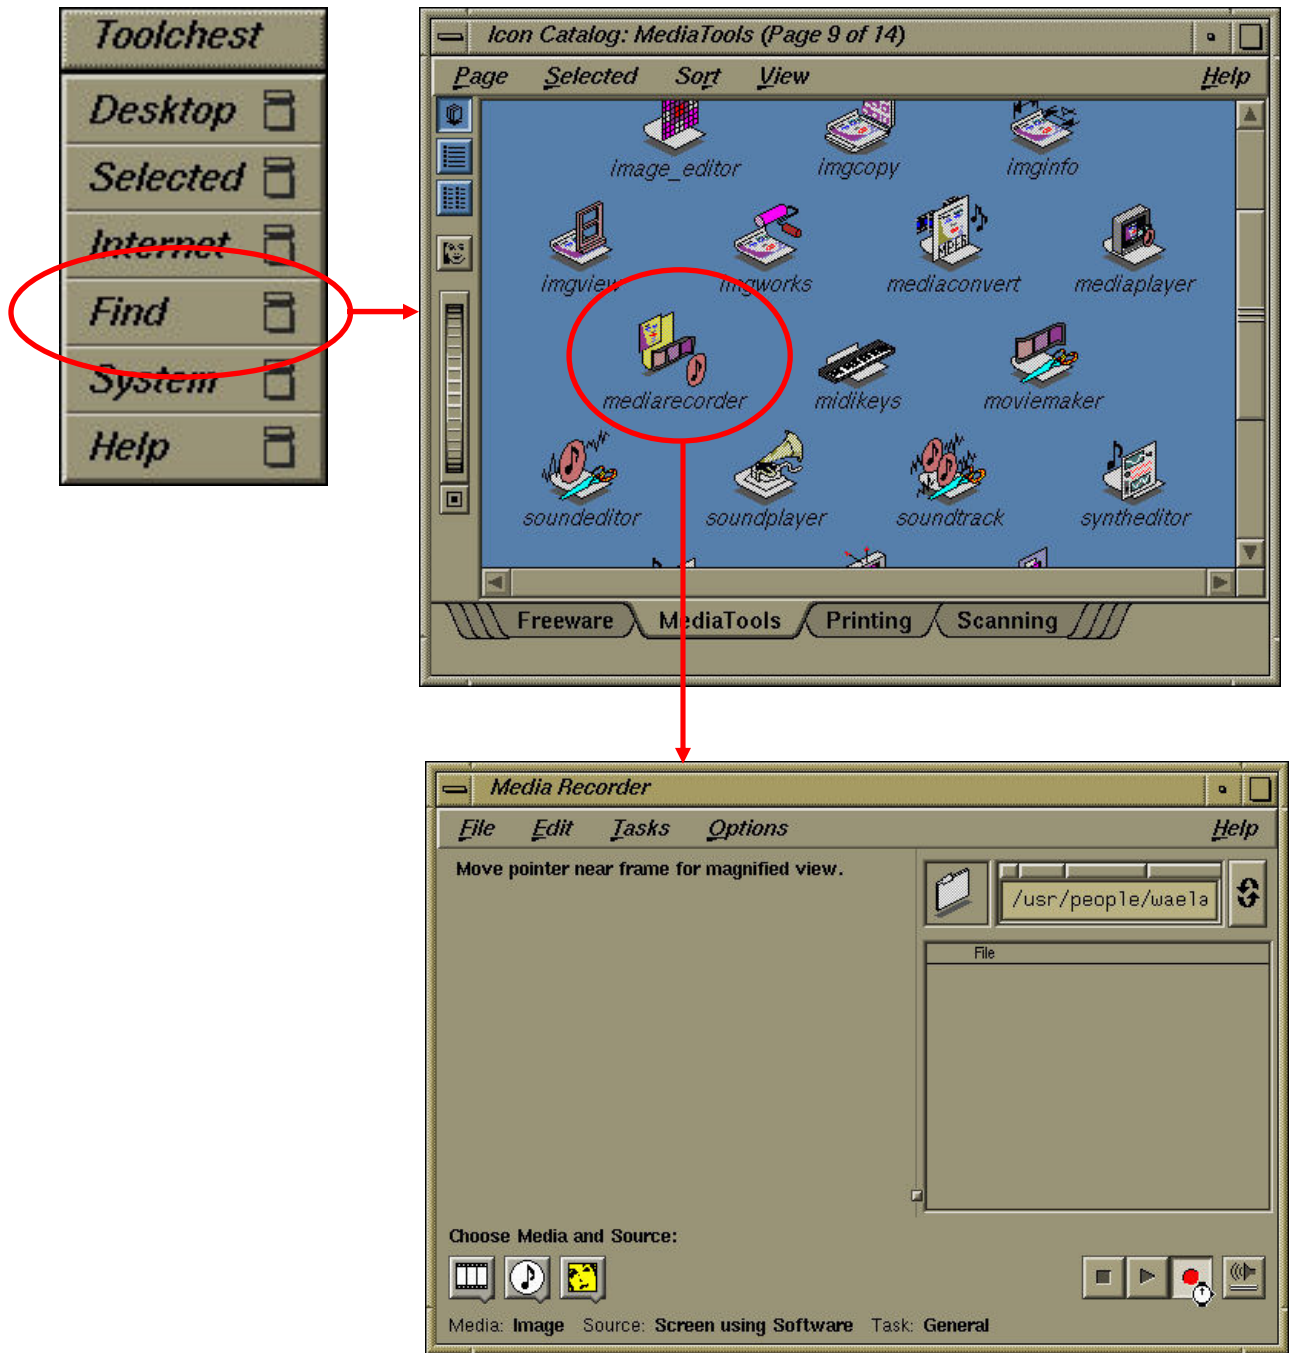 Toolchest
Desktop
Selected
Internet
Find
System
Help
Icon Catalog: MediaTools (Page 9 of 14)
Page Selected Sort View Help
image_editor imgcopy imginfo
imgview imgworks mediaconvert mediaplayer
MPEG
mediarecorder midikeys moviemaker
soundeditor soundplayer soundtrack syntheditor
Freeware MediaTools Printing Scanning
Media Recorder
File Edit Tasks Options Help
Move pointer near frame for magnified view.
/usr/people/waela
File
Choose Media and Source:
Media: Image Source: Screen using Software Task: General